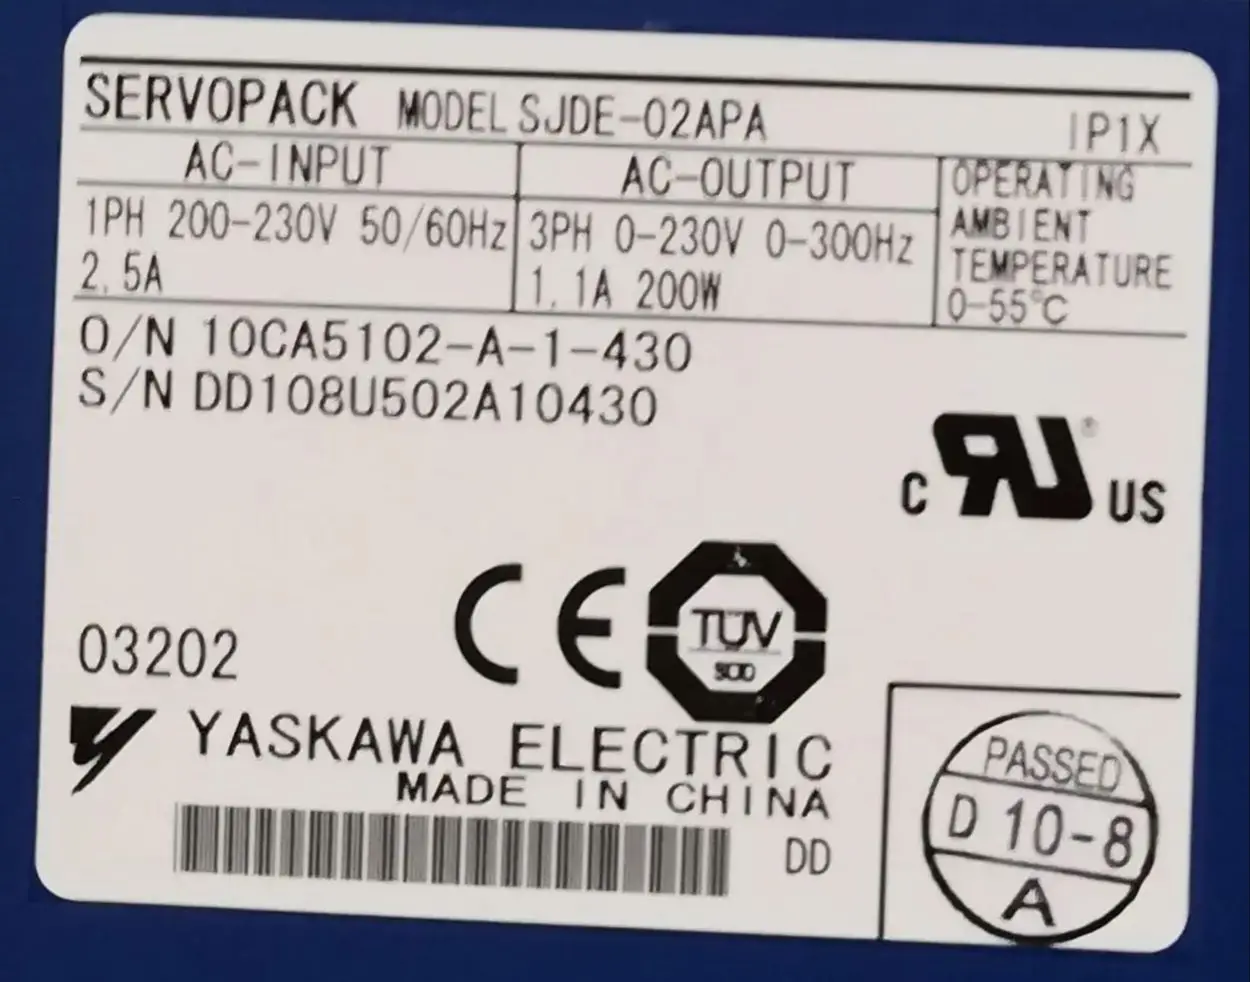 SERVOPACK MODEL SJDE-02APA IP1X
AC-INPUT
1PH 200-230V 50/60Hz
2.5A
AC-OUTPUT
3PH 0-230V 0-300Hz
1.1A 200W
OPERATING
AMBIENT
TEMPERATURE
0-55℃
O/N 10CA5102-A-1-430
S/N DD108U502A10430
C RU® US
CE
TÜV
03202
YASKAWA ELECTRIC
MADE IN CHINA
DD
PASSED
D 10-8
A